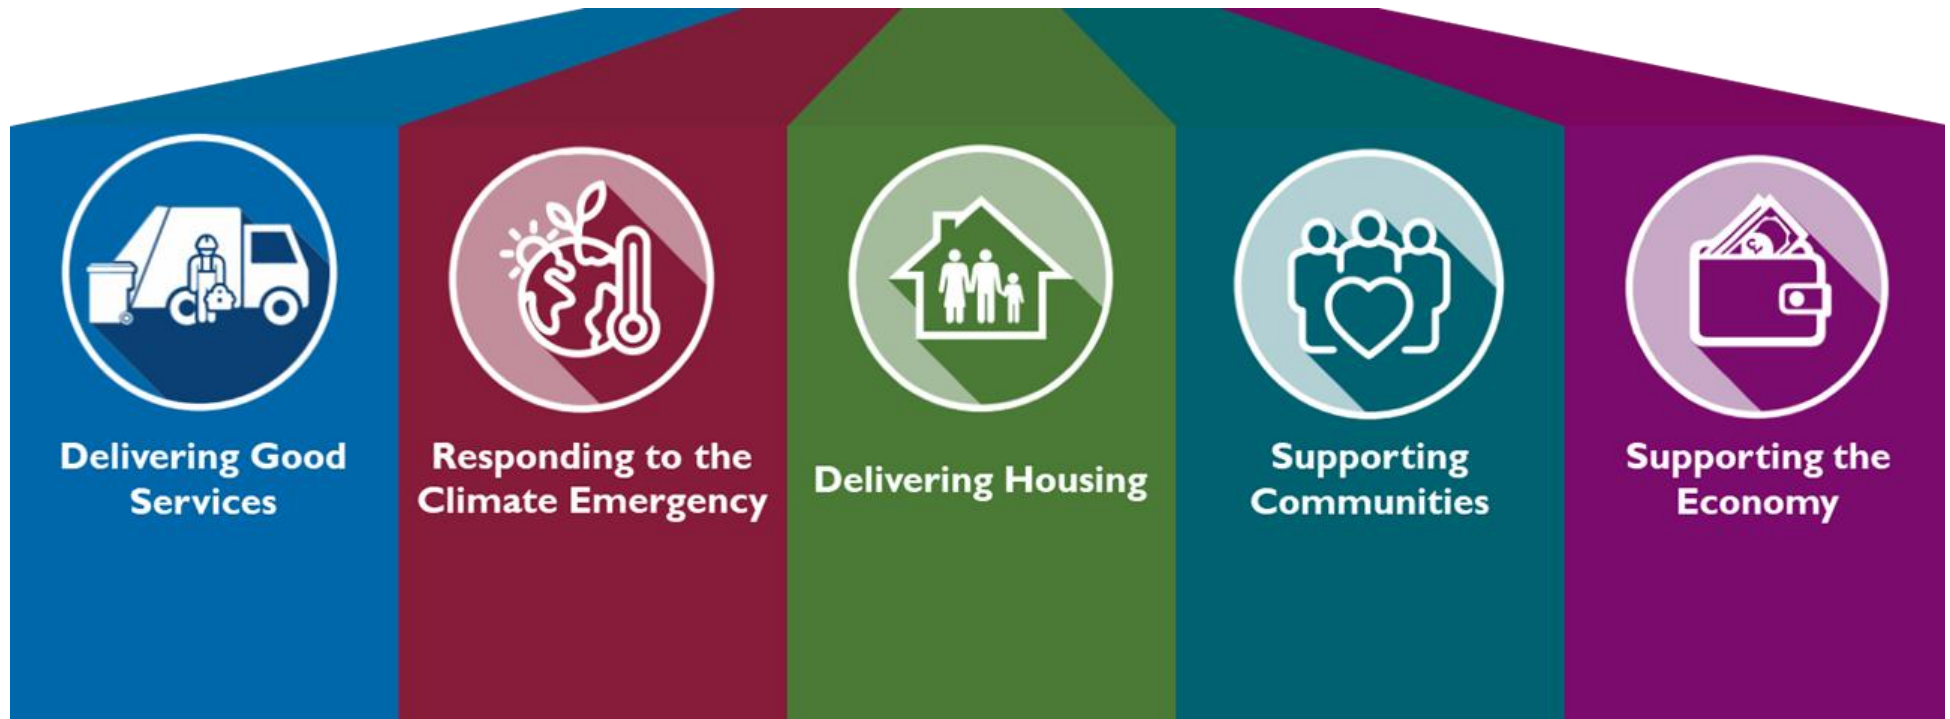 Delivering Good
Services
Responding to the
Climate Emergency
Delivering Housing
Supporting
Communities
Supporting the
Economy